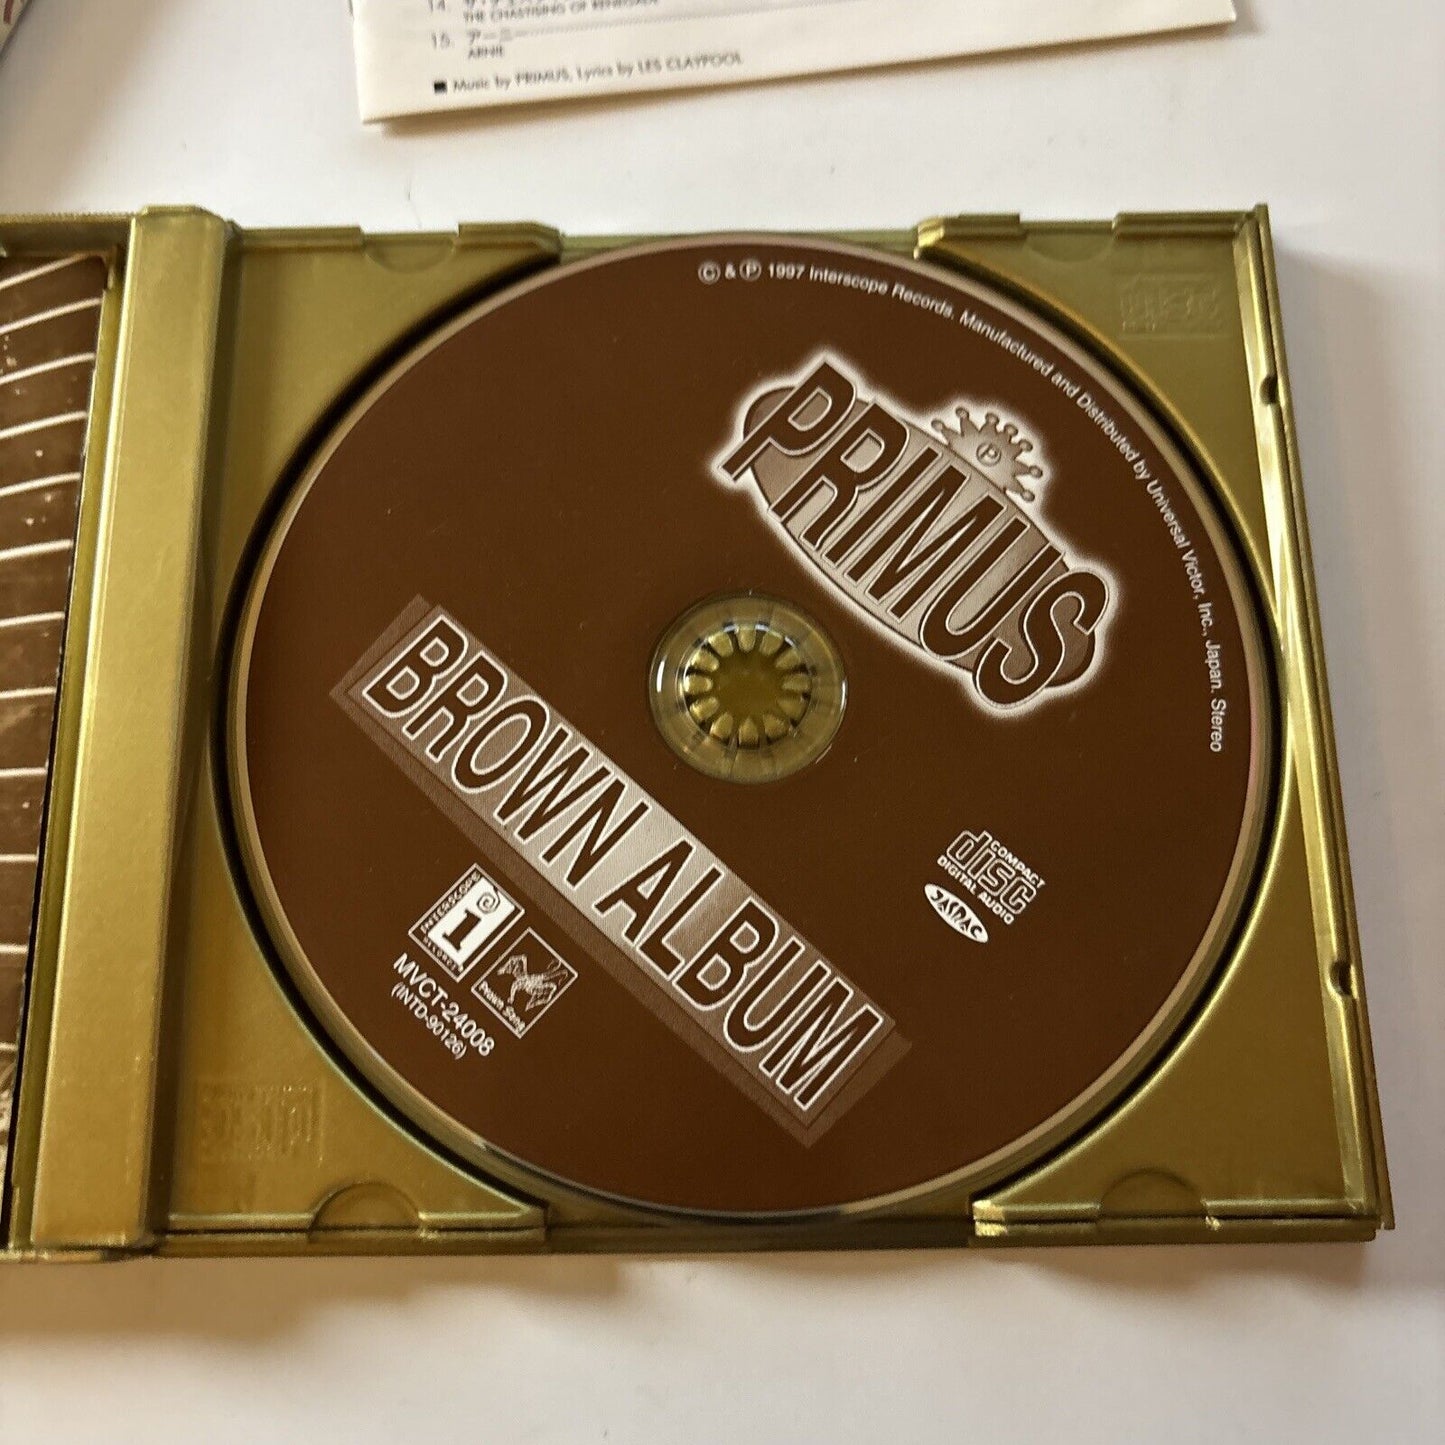 14.
THE CHASTISING OF RENEGADE
15. アーニー
ARNIE
■ Music by PRIMUS, Lyrics by LES CLAYPOOL
Ⓒ & Ⓟ 1997 Interscope Records. Manufactured and Distributed by Universal Victor, Inc., Japan. Stereo
PRIMUS
P
BROWN ALBUM
COMPACT
disc
DIGITAL AUDIO
JASRAC
INTERSCOPE
i
RECORDS
Prawn Song
MVCT-24008
(INTD-90126)